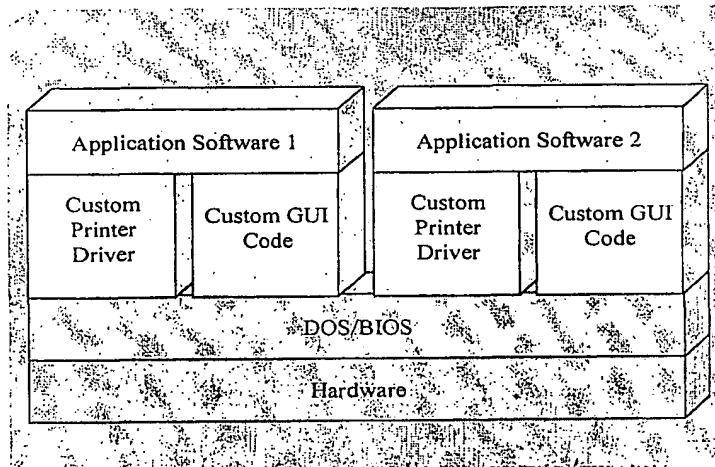 Application Software 1
Application Software 2
Custom
Printer
Driver
Custom GUI
Code
Custom
Printer
Driver
Custom GUI
Code
DOS/BIOS
Hardware